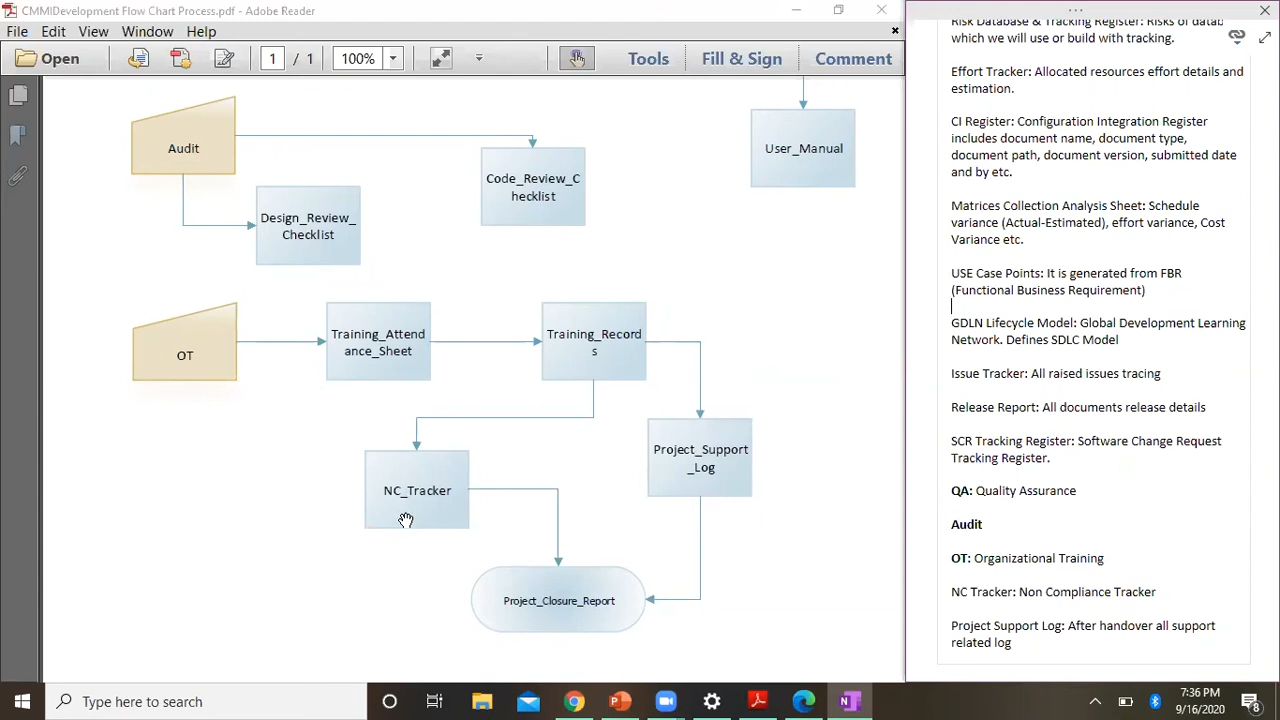 CMMIDevelopment Flow Chart Process.pdf - Adobe Reader
File Edit View Window Help
Open 1 / 1 100% Tools Fill & Sign Comment
Audit
Design_Review_
Checklist
Code_Review_C
hecklist
User_Manual
OT
Training_Attend
ance_Sheet
Training_Record
s
NC_Tracker
Project_Support
_Log
Project_Closure_Report
Risk Database & Tracking Register: Risks of datab
which we will use or build with tracking.
Effort Tracker: Allocated resources effort details and
estimation.
CI Register: Configuration Integration Register
includes document name, document type,
document path, document version, submitted date
and by etc.
Matrices Collection Analysis Sheet: Schedule
variance (Actual-Estimated), effort variance, Cost
Variance etc.
USE Case Points: It is generated from FBR
(Functional Business Requirement)
GDLN Lifecycle Model: Global Development Learning
Network. Defines SDLC Model
Issue Tracker: All raised issues tracing
Release Report: All documents release details
SCR Tracking Register: Software Change Request
Tracking Register.
QA: Quality Assurance
Audit
OT: Organizational Training
NC Tracker: Non Compliance Tracker
Project Support Log: After handover all support
related log
Type here to search
7:36 PM
9/16/2020
8